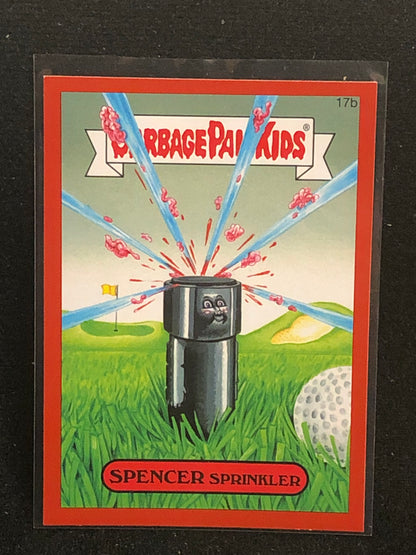 17b
GARBAGE PAIL KIDS®
SPENCER SPRINKLER